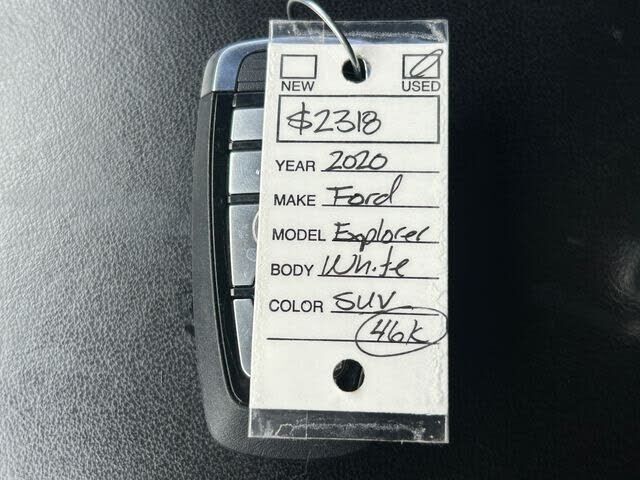 NEW USED
$2318
YEAR 2020
MAKE Ford
MODEL Explorer
BODY White
COLOR SUV
46K